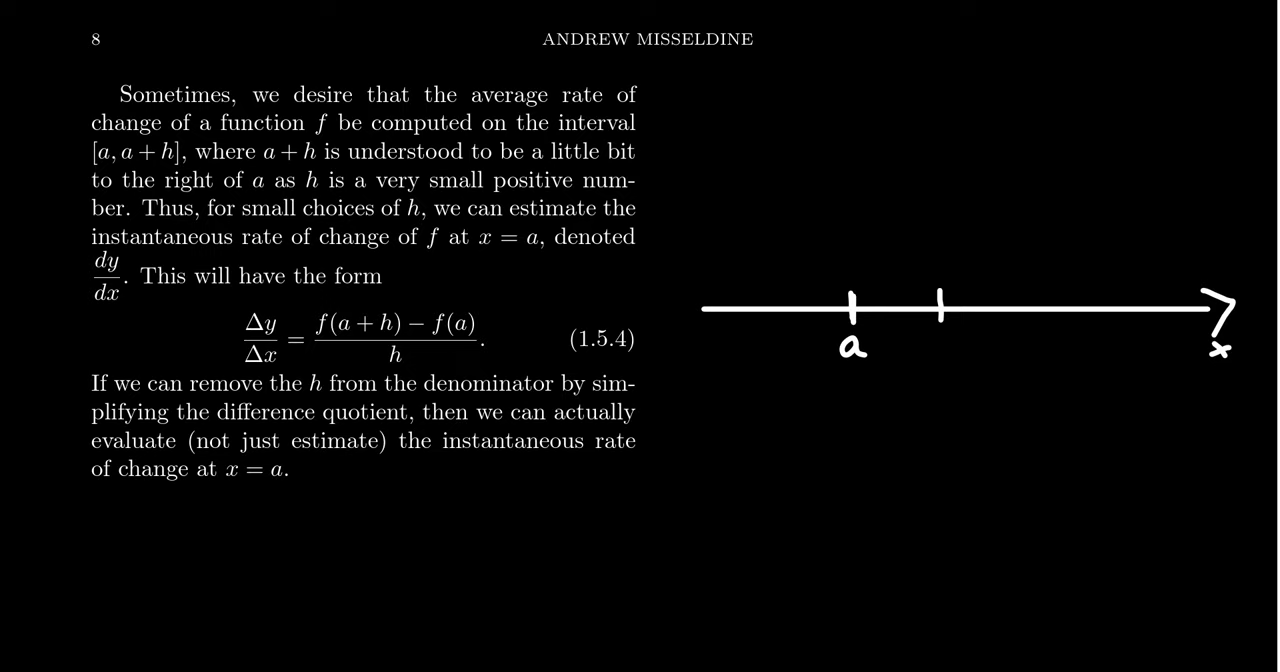 8 ANDREW MISSELDINE
Sometimes, we desire that the average rate of
change of a function f be computed on the interval
[a, a + h], where a + h is understood to be a little bit
to the right of a as h is a very small positive num-
ber. Thus, for small choices of h, we can estimate the
instantaneous rate of change of f at x = a, denoted
dy/dx. This will have the form
Δy/Δx = (f(a + h) − f(a))/h. (1.5.4)
If we can remove the h from the denominator by sim-
plifying the difference quotient, then we can actually
evaluate (not just estimate) the instantaneous rate
of change at x = a.
a x